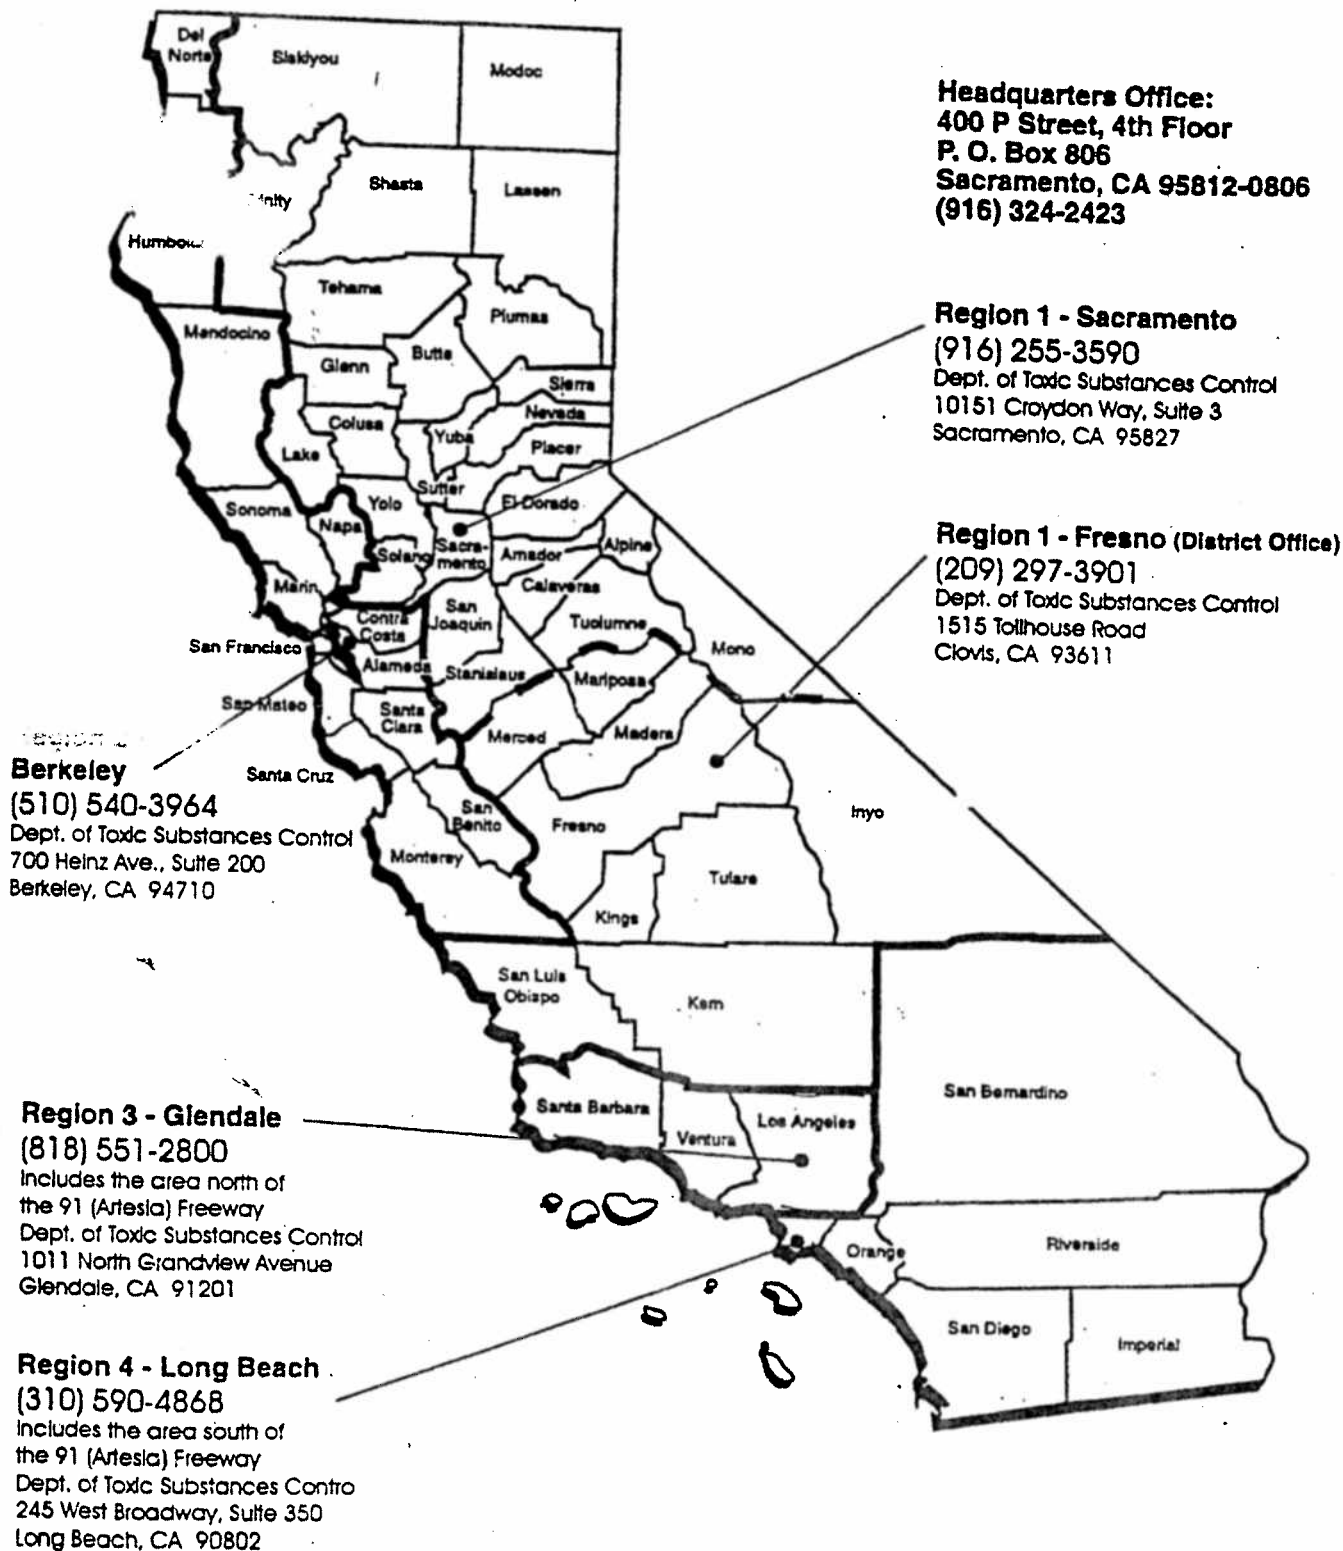 Del
Norte
Siskiyou
Modoc
Shasta
Lassen
Humbol
Tehama
Plumas
Mendocino
Glenn
Butte
Sierra
Nevada
Colusa
Yuba
Placer
Lake
Sutter
El Dorado
Sonoma
Yolo
Napa
Solano
Sacra-
mento
Amador
Alpine
Marin
Calaveras
Contra
Costa
San
Joaquin
Tuolumne
Mono
San Francisco
Alameda
Stanislaus
Mariposa
San Mateo
Santa
Clara
Merced
Madera
Santa Cruz
San
Benito
Fresno
Inyo
Monterey
Tulare
Kings
San Luis
Obispo
Kern
Santa Barbara
Ventura
Los Angeles
San Bernardino
Orange
Riverside
San Diego
Imperial
Headquarters Office:
400 P Street, 4th Floor
P. O. Box 806
Sacramento, CA 95812-0806
(916) 324-2423
Region 1 - Sacramento
(916) 255-3590
Dept. of Toxic Substances Control
10151 Croydon Way, Suite 3
Sacramento, CA 95827
Region 1 - Fresno (District Office)
(209) 297-3901
Dept. of Toxic Substances Control
1515 Tollhouse Road
Clovis, CA 93611
Berkeley
(510) 540-3964
Dept. of Toxic Substances Control
700 Heinz Ave., Suite 200
Berkeley, CA 94710
Region 3 - Glendale
(818) 551-2800
Includes the area north of
the 91 (Artesia) Freeway
Dept. of Toxic Substances Control
1011 North Grandview Avenue
Glendale, CA 91201
Region 4 - Long Beach
(310) 590-4868
Includes the area south of
the 91 (Artesia) Freeway
Dept. of Toxic Substances Contro
245 West Broadway, Suite 350
Long Beach, CA 90802